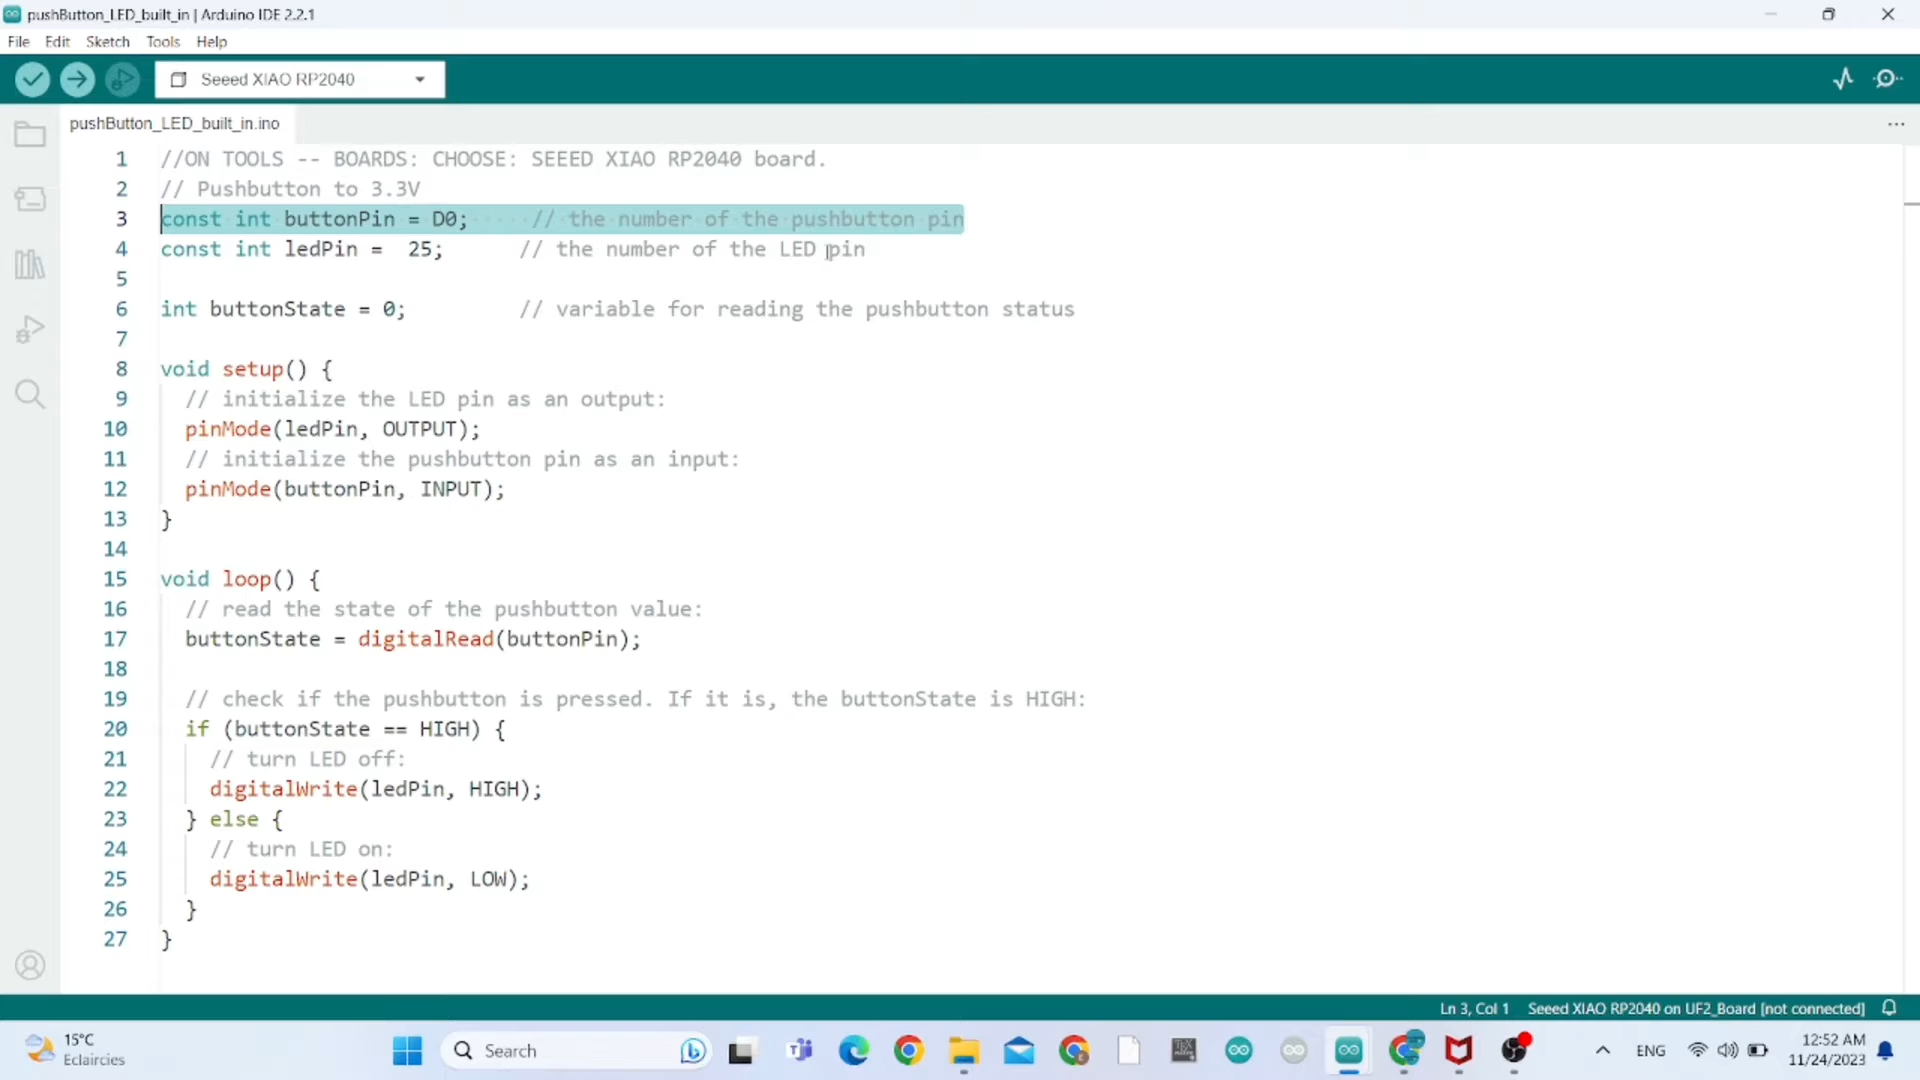 pushButton_LED_built_in | Arduino IDE 2.2.1
File Edit Sketch Tools Help
Seeed XIAO RP2040
pushButton_LED_built_in.ino
1 //ON TOOLS -- BOARDS: CHOOSE: SEEED XIAO RP2040 board.
2 // Pushbutton to 3.3V
3 const int buttonPin = D0;     // the number of the pushbutton pin
4 const int ledPin =  25;      // the number of the LED pin
5
6 int buttonState = 0;         // variable for reading the pushbutton status
7
8 void setup() {
9   // initialize the LED pin as an output:
10   pinMode(ledPin, OUTPUT);
11   // initialize the pushbutton pin as an input:
12   pinMode(buttonPin, INPUT);
13 }
14
15 void loop() {
16   // read the state of the pushbutton value:
17   buttonState = digitalRead(buttonPin);
18
19   // check if the pushbutton is pressed. If it is, the buttonState is HIGH:
20   if (buttonState == HIGH) {
21     // turn LED off:
22     digitalWrite(ledPin, HIGH);
23   } else {
24     // turn LED on:
25     digitalWrite(ledPin, LOW);
26   }
27 }
Ln 3, Col 1 Seeed XIAO RP2040 on UF2_Board [not connected]
15°C
Eclaircies
Search
ENG
12:52 AM
11/24/2023